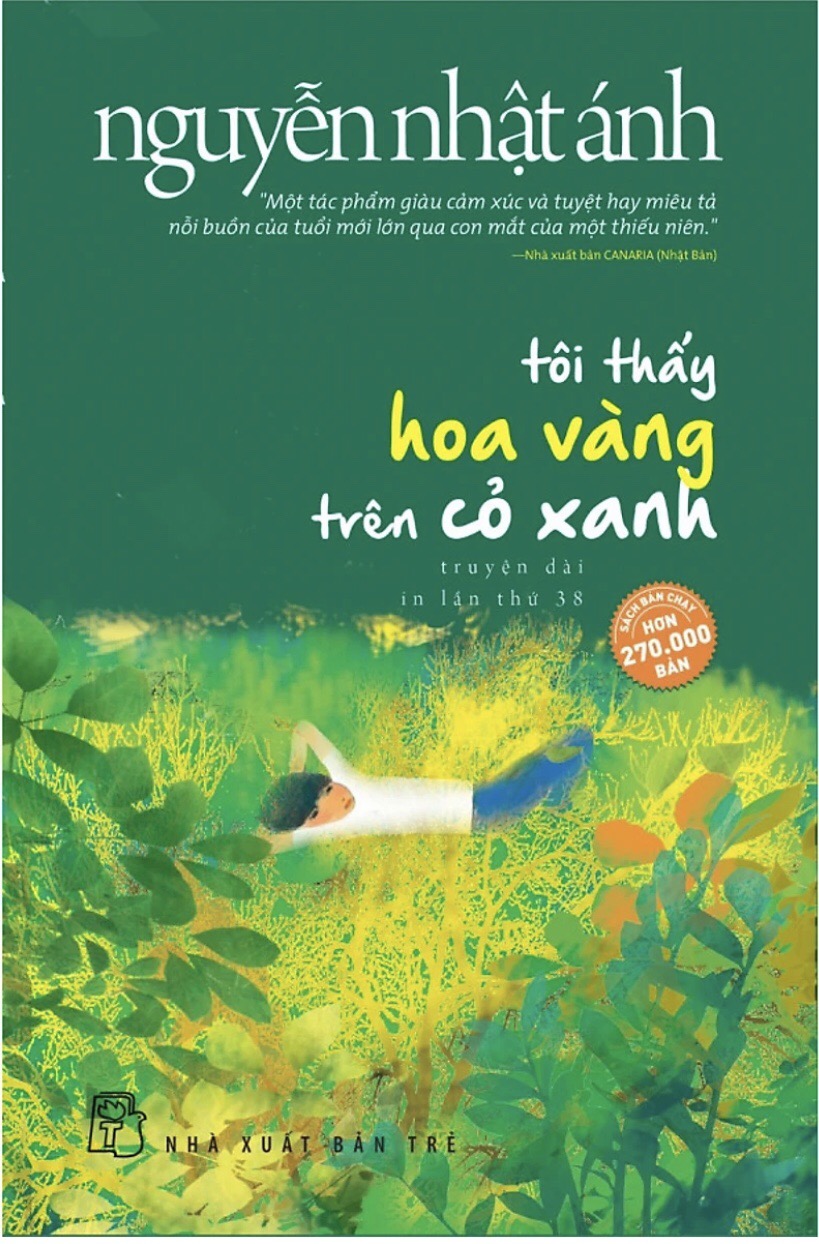 nguyễn nhật ánh
"Một tác phẩm giàu cảm xúc và tuyệt hay miêu tả
nỗi buồn của tuổi mới lớn qua con mắt của một thiếu niên."
—Nhà xuất bản CANARIA (Nhật Bản)
tôi thấy
hoa vàng
trên cỏ xanh
truyện dài
in lần thứ 38
SÁCH BÁN CHẠY
HƠN
270.000
BẢN
T
NHÀ XUẤT BẢN TRẺ